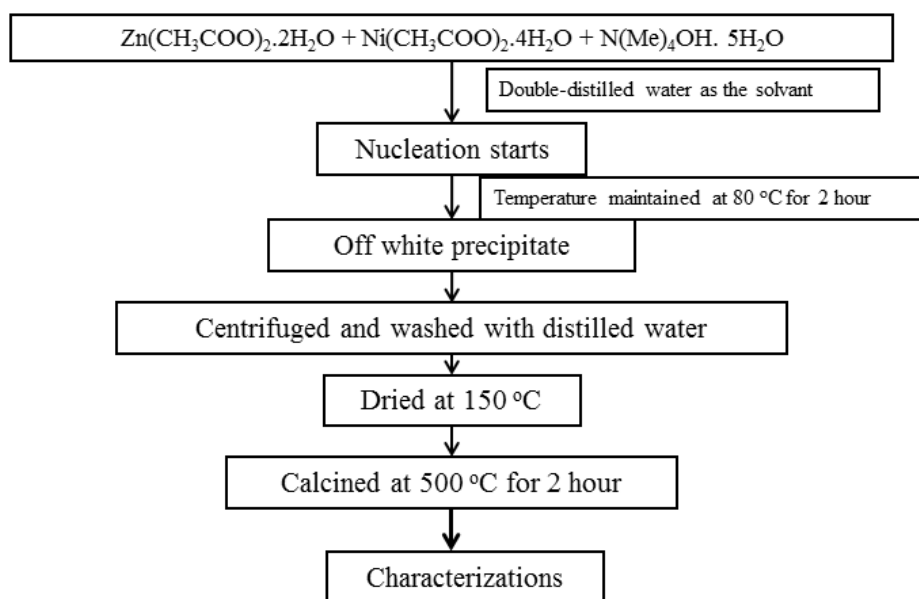 Zn(CH₃COO)₂.2H₂O + Ni(CH₃COO)₂.4H₂O + N(Me)₄OH. 5H₂O
Double-distilled water as the solvent
Nucleation starts
Temperature maintained at 80 °C for 2 hour
Off white precipitate
Centrifuged and washed with distilled water
Dried at 150 °C
Calcined at 500 °C for 2 hour
Characterizations